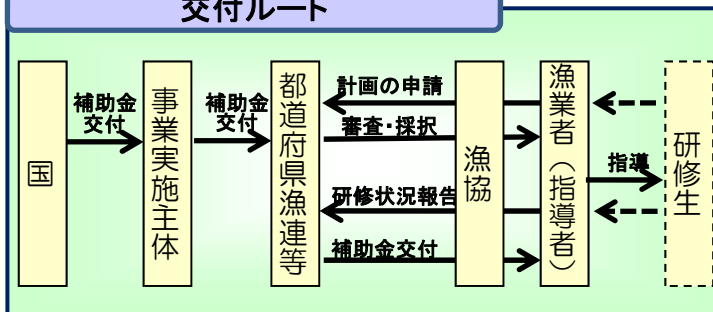 交付ルート
国
補助金
交付
事業実施主体
補助金
交付
都道府県漁連等
計画の申請
審査・採択
研修状況報告
補助金交付
漁協
漁業者（指導者）
指導
研修生